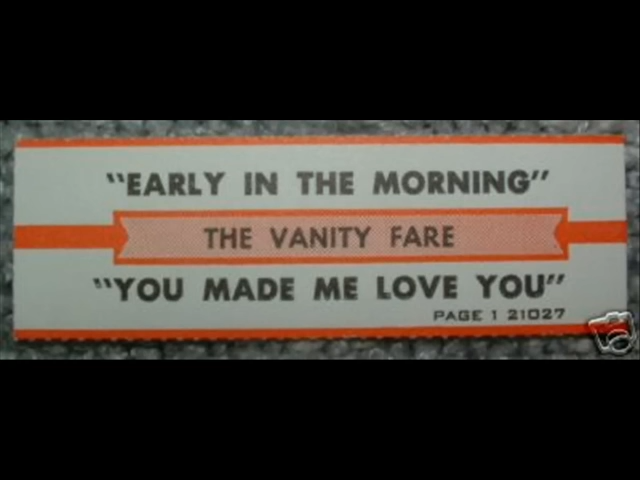 "EARLY IN THE MORNING"
THE VANITY FARE
"YOU MADE ME LOVE YOU"
PAGE 1 21027